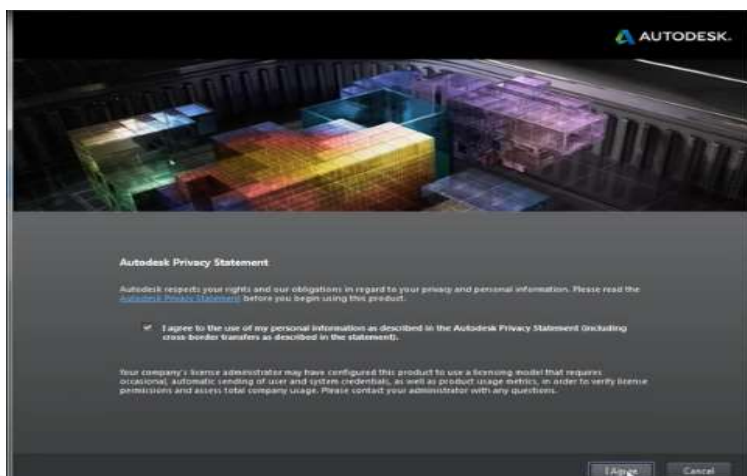 AUTODESK.
Autodesk Privacy Statement
Autodesk respects your rights and our obligations in regard to your privacy and personal information. Please read the
Autodesk Privacy Statement before you begin using this product.
I agree to the use of my personal information as described in the Autodesk Privacy Statement (including
cross-border transfers as described in the statement).
Your company's license administrator may have configured this product to use a licensing model that requires
occasional, automatic sending of user and system credentials, as well as product usage metrics, in order to verify license
permissions and assess total company usage. Please contact your administrator with any questions.
I Agree Cancel